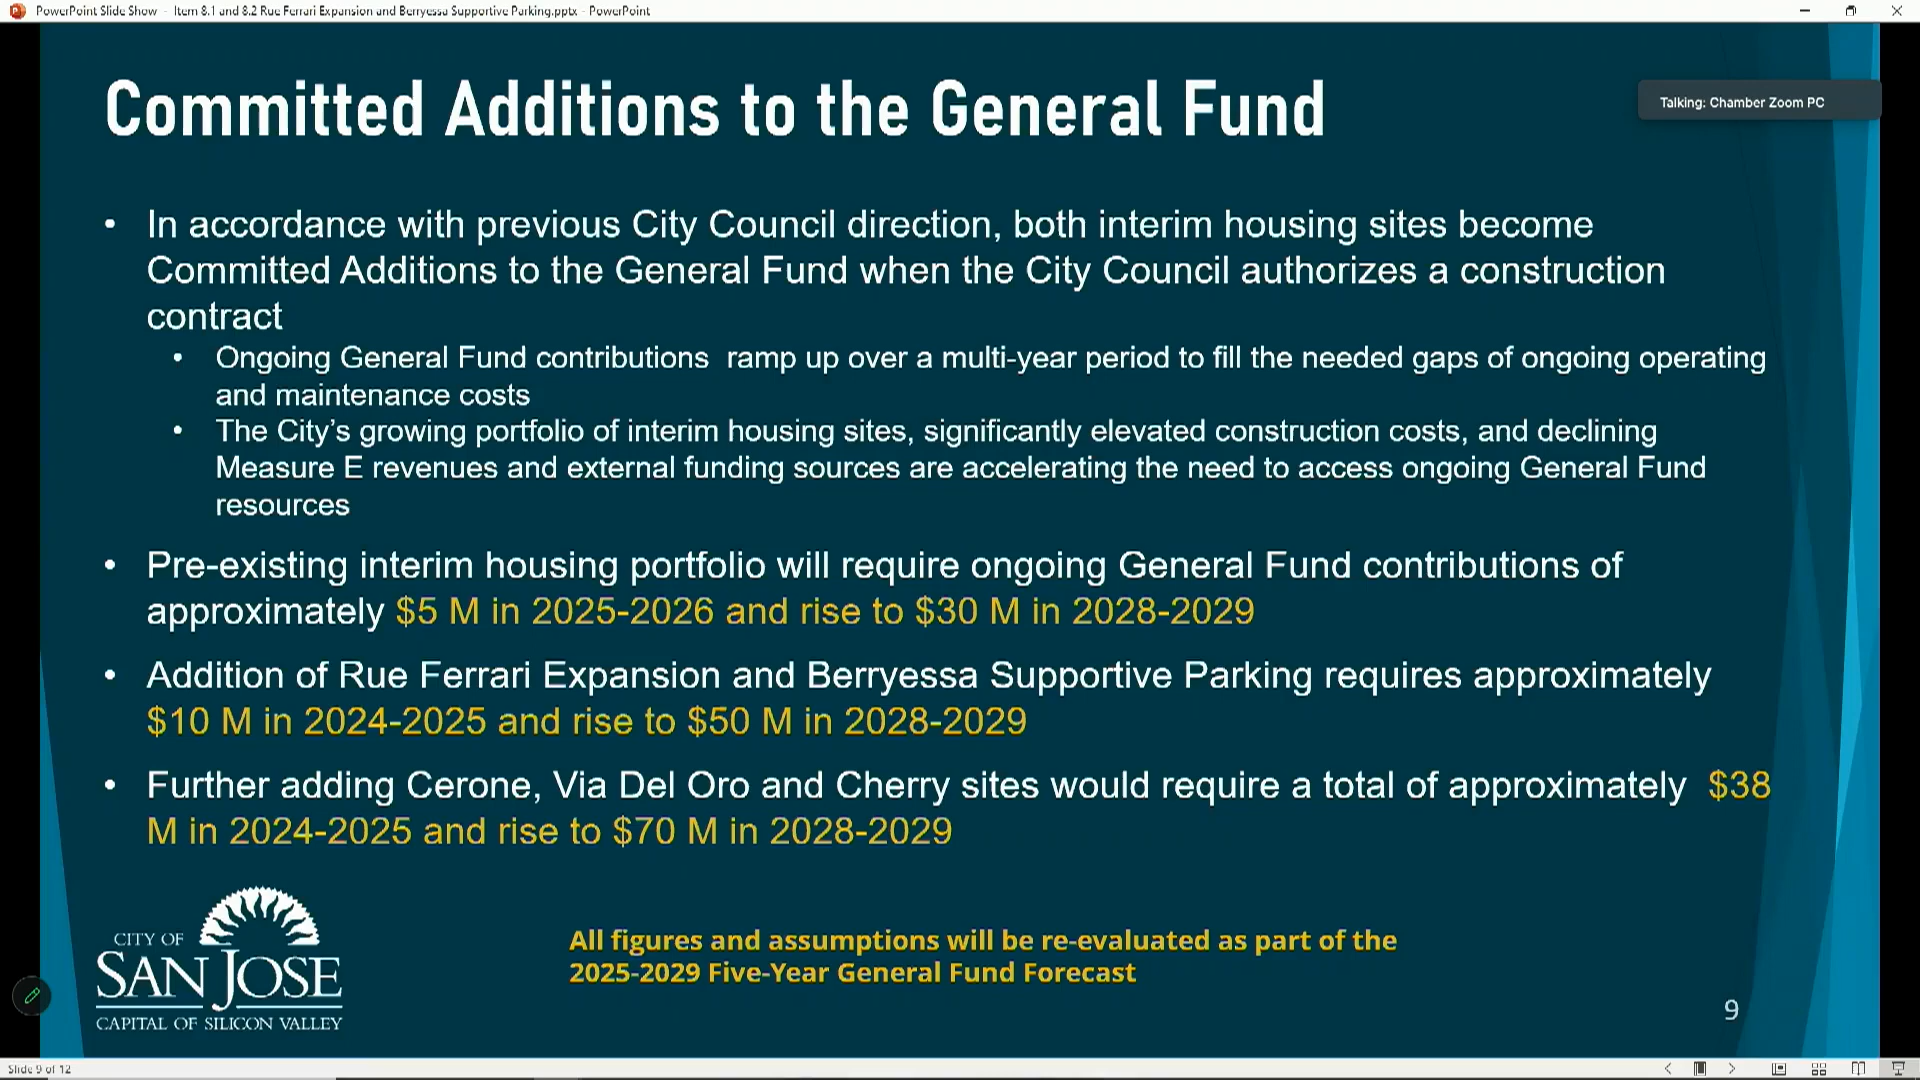 PowerPoint Slide Show - Item 8.1 and 8.2 Rue Ferrari Expansion and Berryessa Supportive Parking.pptx - PowerPoint
Committed Additions to the General Fund
Talking: Chamber Zoom PC
• In accordance with previous City Council direction, both interim housing sites become
Committed Additions to the General Fund when the City Council authorizes a construction
contract
• Ongoing General Fund contributions ramp up over a multi-year period to fill the needed gaps of ongoing operating
and maintenance costs
• The City’s growing portfolio of interim housing sites, significantly elevated construction costs, and declining
Measure E revenues and external funding sources are accelerating the need to access ongoing General Fund
resources
• Pre-existing interim housing portfolio will require ongoing General Fund contributions of
approximately $5 M in 2025-2026 and rise to $30 M in 2028-2029
• Addition of Rue Ferrari Expansion and Berryessa Supportive Parking requires approximately
$10 M in 2024-2025 and rise to $50 M in 2028-2029
• Further adding Cerone, Via Del Oro and Cherry sites would require a total of approximately $38
M in 2024-2025 and rise to $70 M in 2028-2029
CITY OF
SAN JOSE
CAPITAL OF SILICON VALLEY
All figures and assumptions will be re-evaluated as part of the
2025-2029 Five-Year General Fund Forecast
9
Slide 9 of 12